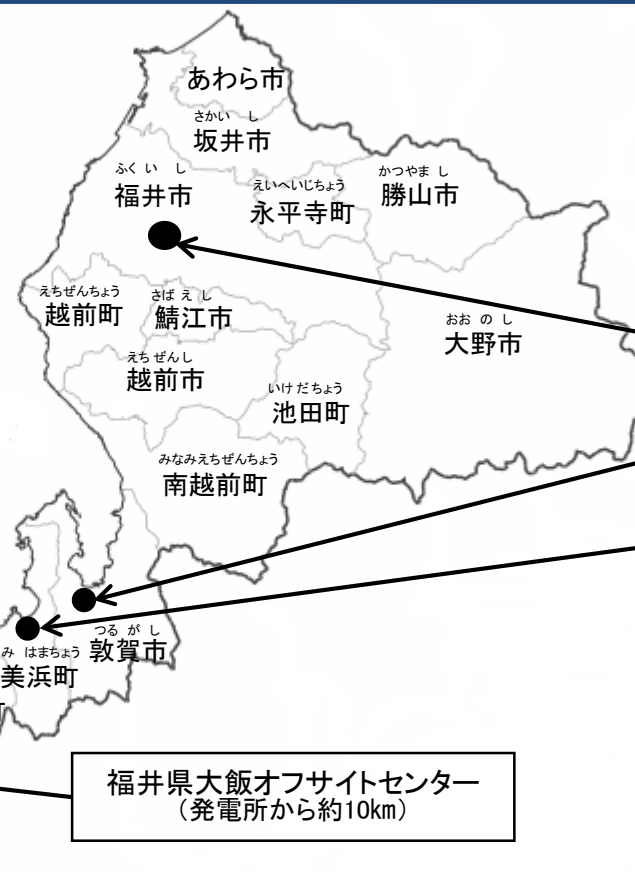 あわら市
さかい し
坂井市
ふく い し
福井市
えいへいじちょう
永平寺町
かつやま し
勝山市
えちぜんちょう
越前町
さば え し
鯖江市
おお の し
大野市
えち ぜん し
越前市
いけ だ ちょう
池田町
みなみえちぜんちょう
南越前町
つる が し
敦賀市
み はまちょう
美浜町
福井県大飯オフサイトセンター
（発電所から約10km）